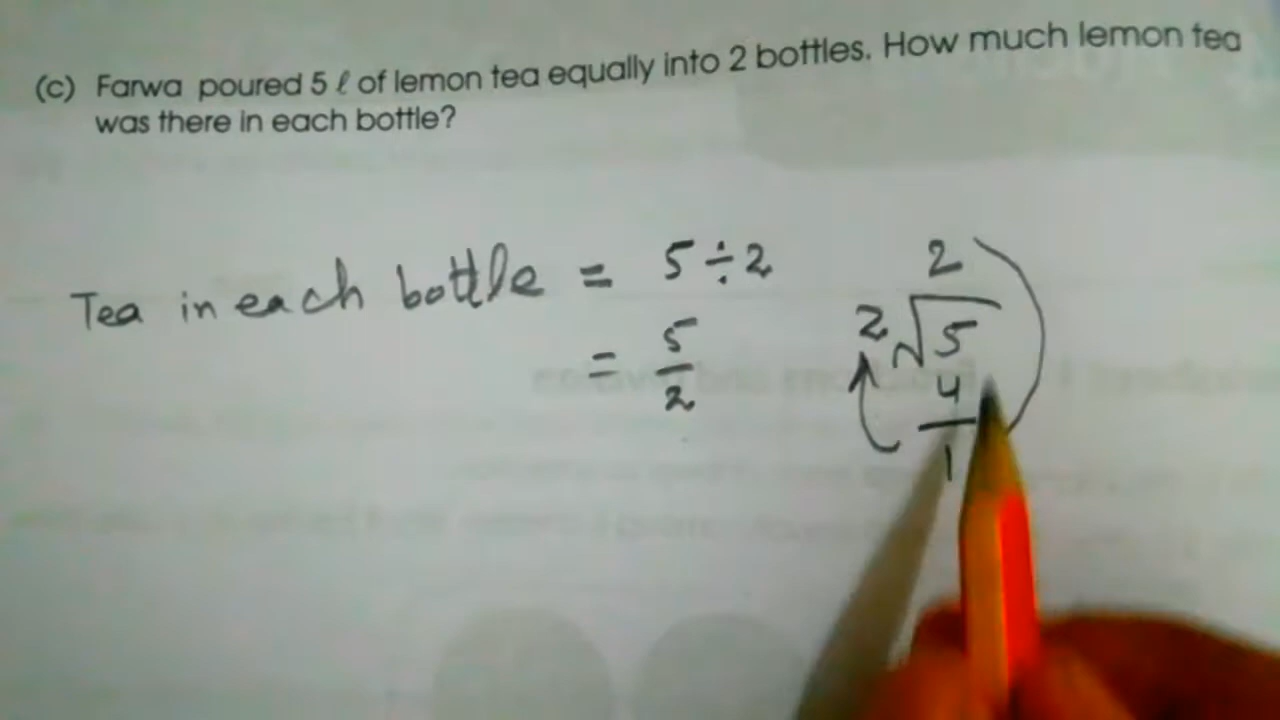 (c) Farwa poured 5 ℓ of lemon tea equally into 2 bottles. How much lemon tea
was there in each bottle?
Tea in each bottle = 5 ÷ 2
= 5/2
2
2 √5
4
1